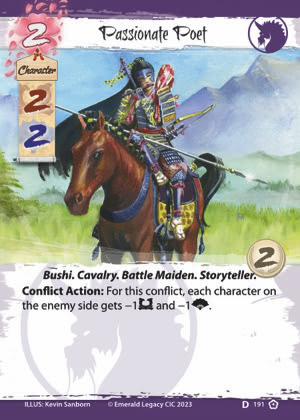 2 Passionate Poet
Character
2
2
2
Bushi. Cavalry. Battle Maiden. Storyteller.
Conflict Action: For this conflict, each character on
the enemy side gets −1 and −1.
ILLUS: Kevin Sanborn © Emerald Legacy CIC 2023 D 191